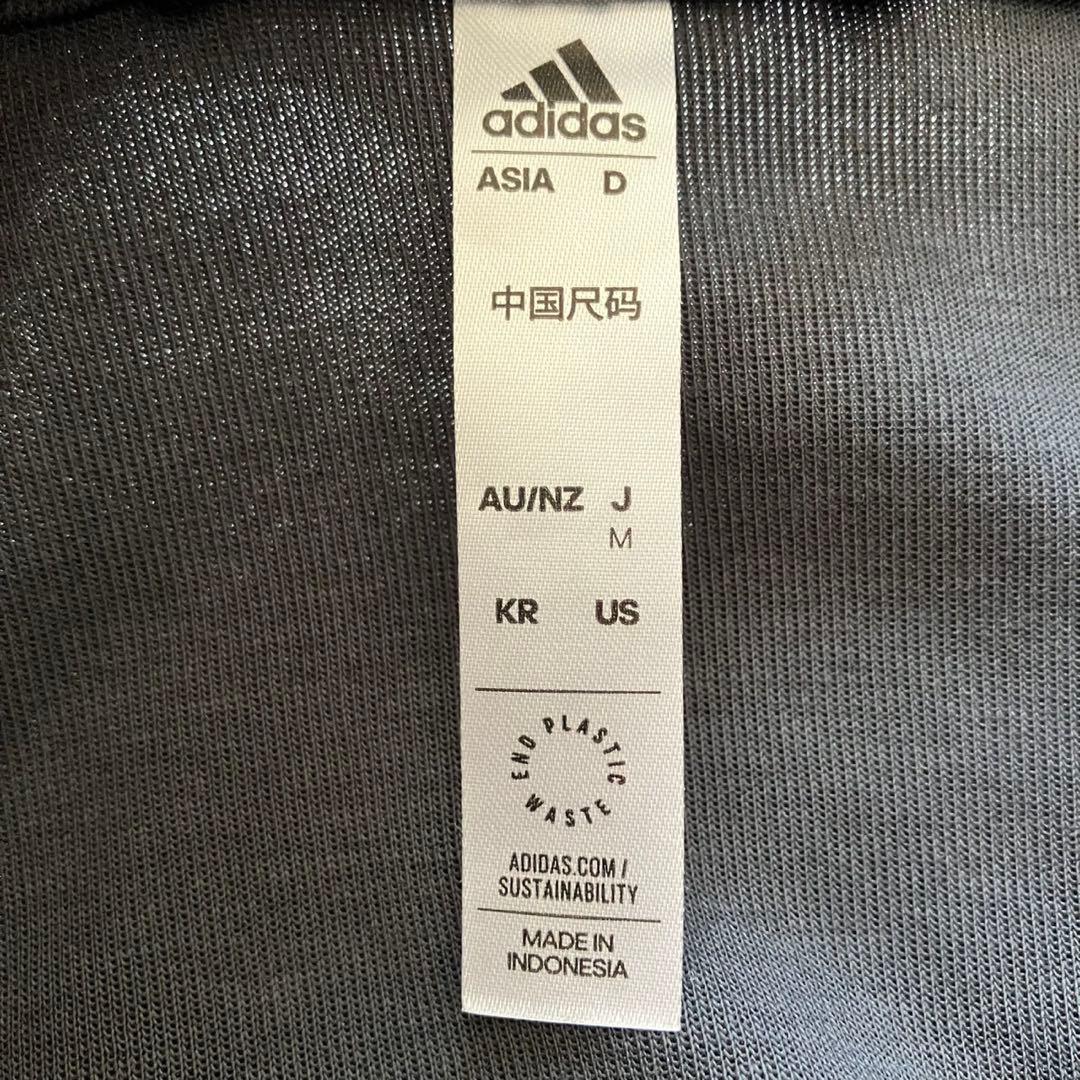 adidas
ASIA D
中国尺码
AU/NZ J
M
KR US
END PLASTIC WASTE
ADIDAS.COM /
SUSTAINABILITY
MADE IN
INDONESIA